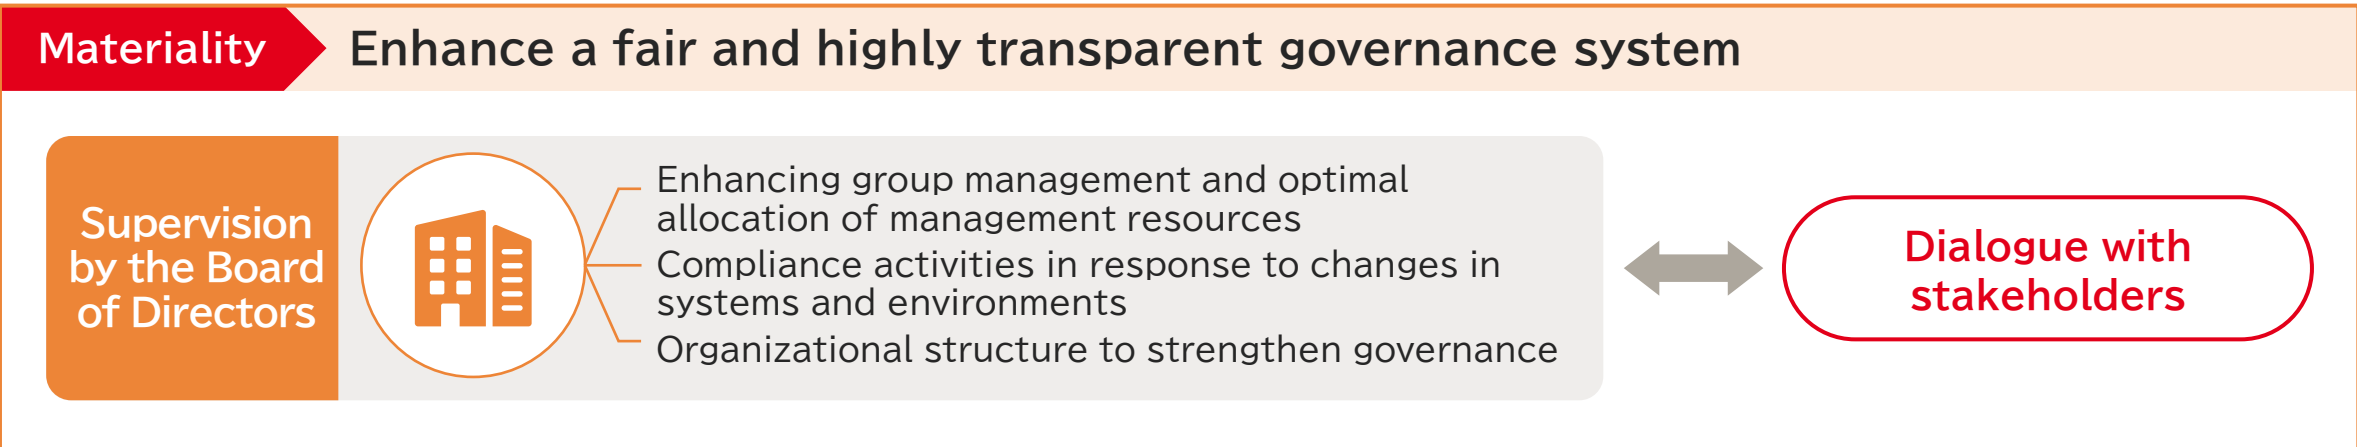 Materiality
Enhance a fair and highly transparent governance system
Supervision
by the Board
of Directors
Enhancing group management and optimal
allocation of management resources
Compliance activities in response to changes in
systems and environments
Organizational structure to strengthen governance
Dialogue with
stakeholders